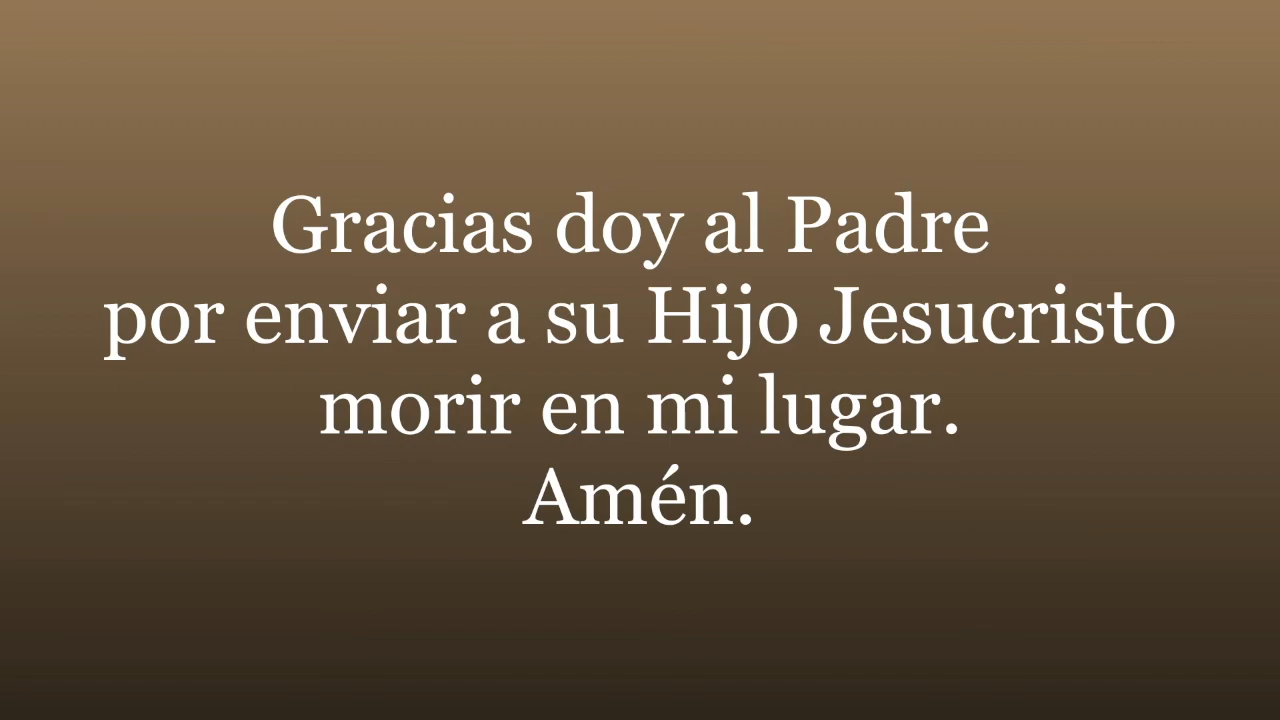 Gracias doy al Padre
por enviar a su Hijo Jesucristo
morir en mi lugar.
Amén.